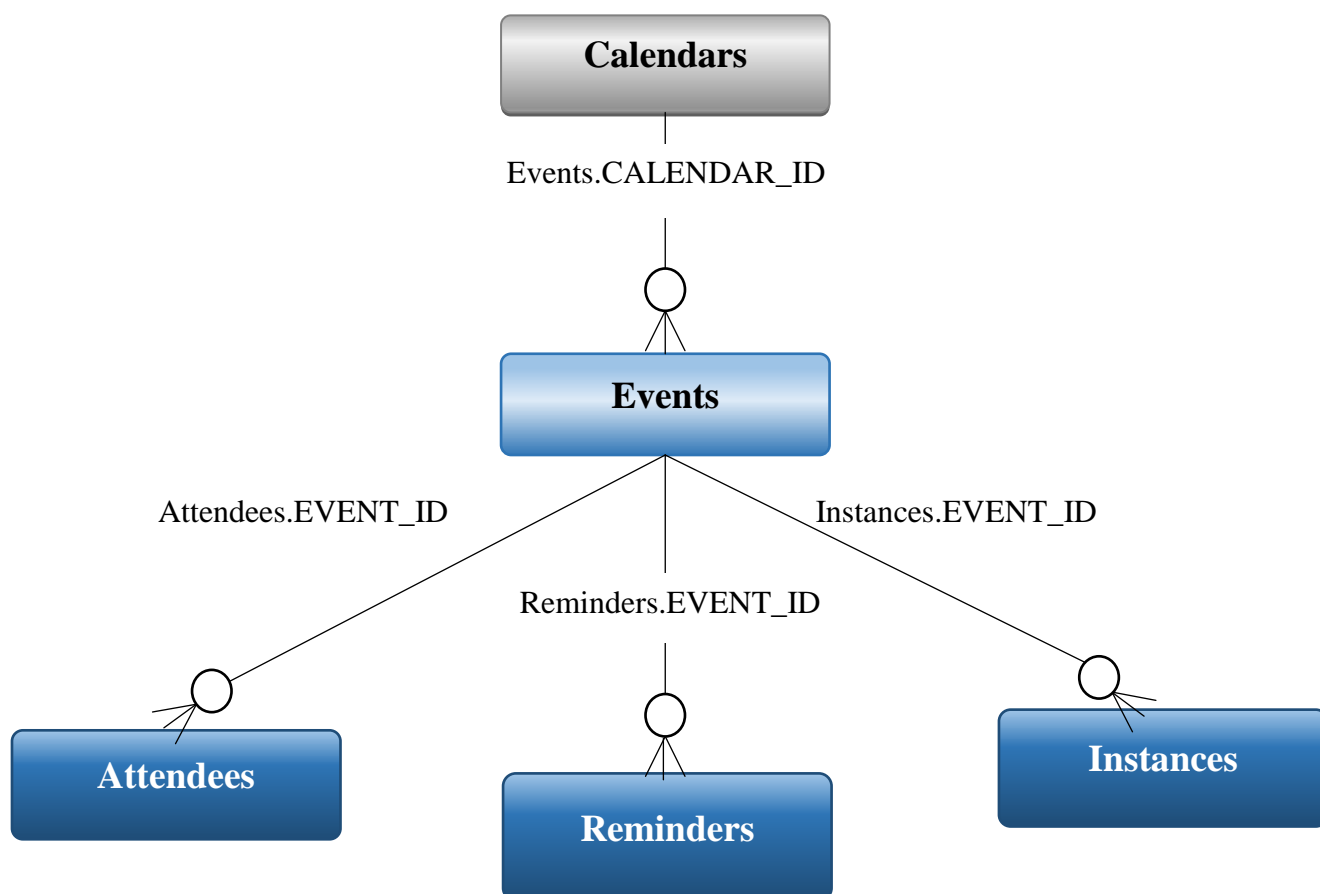 Calendars
Events.CALENDAR_ID
Events
Attendees.EVENT_ID
Instances.EVENT_ID
Reminders.EVENT_ID
Attendees
Instances
Reminders